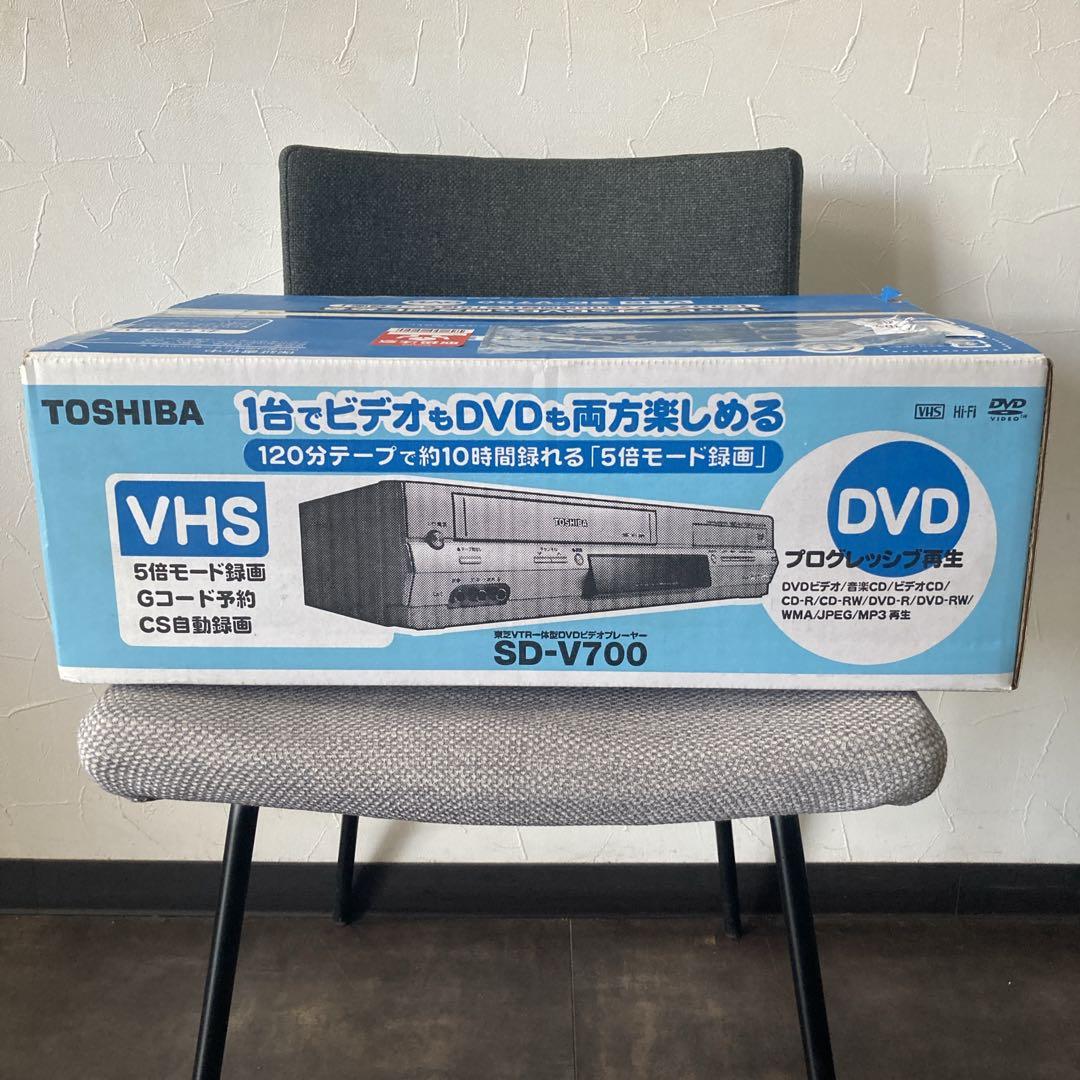 TOSHIBA
1台でビデオもDVDも両方楽しめる
VHS Hi-Fi DVD VIDEO TM
120分テープで約10時間録れる「5倍モード録画」
VHS
5倍モード録画
Gコード予約
CS自動録画
TOSHIBA
DVD
プログレッシブ再生
DVDビデオ/音楽CD/ビデオCD/
CD-R/CD-RW/DVD-R/DVD-RW/
WMA/JPEG/MP3再生
東芝VTR一体型DVDビデオプレーヤー
SD-V700